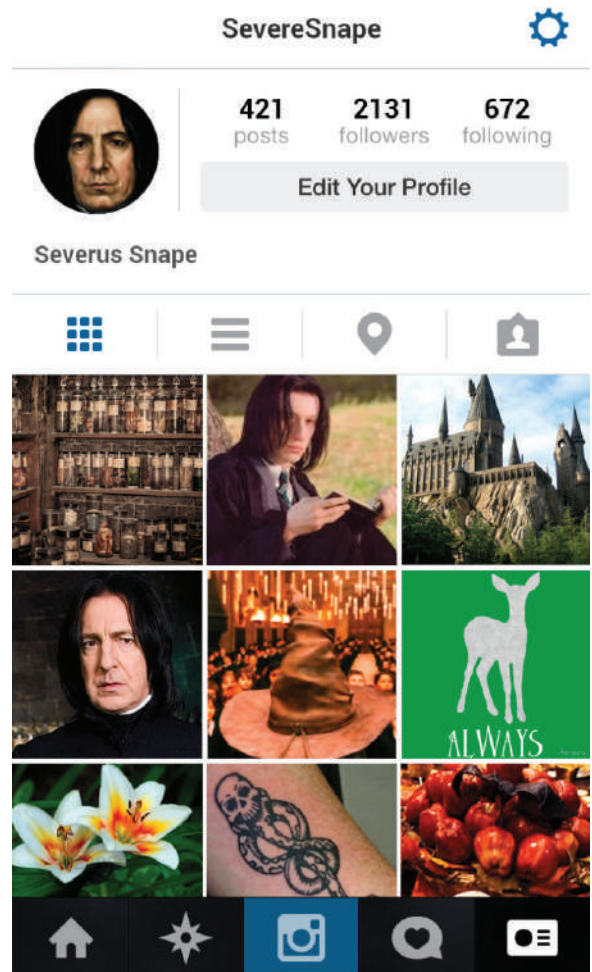 SevereSnape
421 2131 672
posts followers following
Edit Your Profile
Severus Snape
ALWAYS